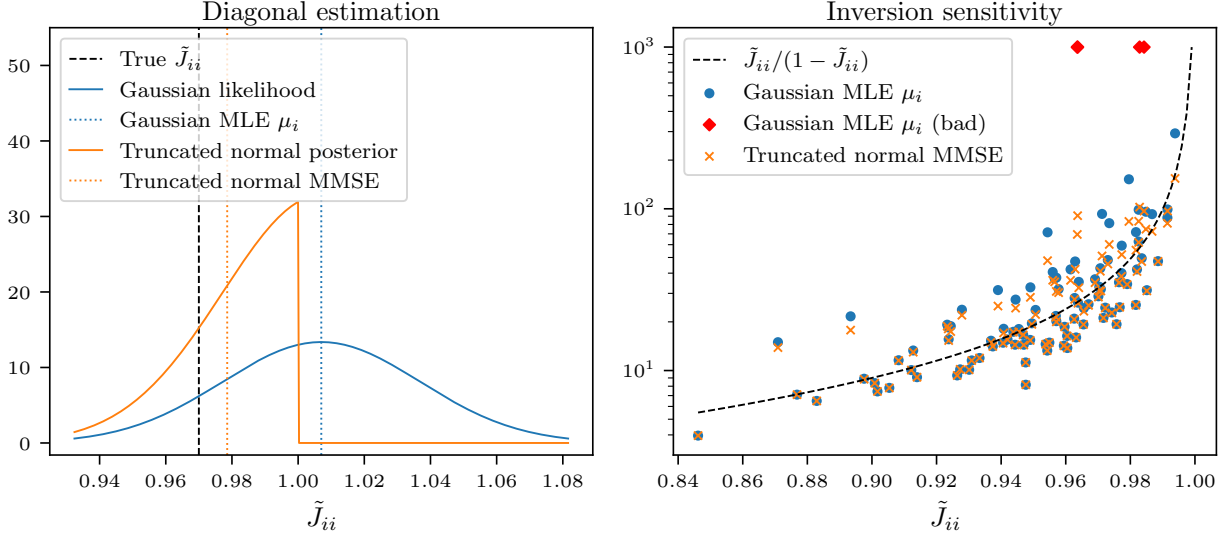 Diagonal estimation
50
40
30
20
10
0
True J̃ᵢᵢ
Gaussian likelihood
Gaussian MLE μᵢ
Truncated normal posterior
Truncated normal MMSE
0.94 0.96 0.98 1.00 1.02 1.04 1.06 1.08
J̃ᵢᵢ
Inversion sensitivity
10³
10²
10¹
J̃ᵢᵢ/(1 − J̃ᵢᵢ)
Gaussian MLE μᵢ
Gaussian MLE μᵢ (bad)
Truncated normal MMSE
0.84 0.86 0.88 0.90 0.92 0.94 0.96 0.98 1.00
J̃ᵢᵢ